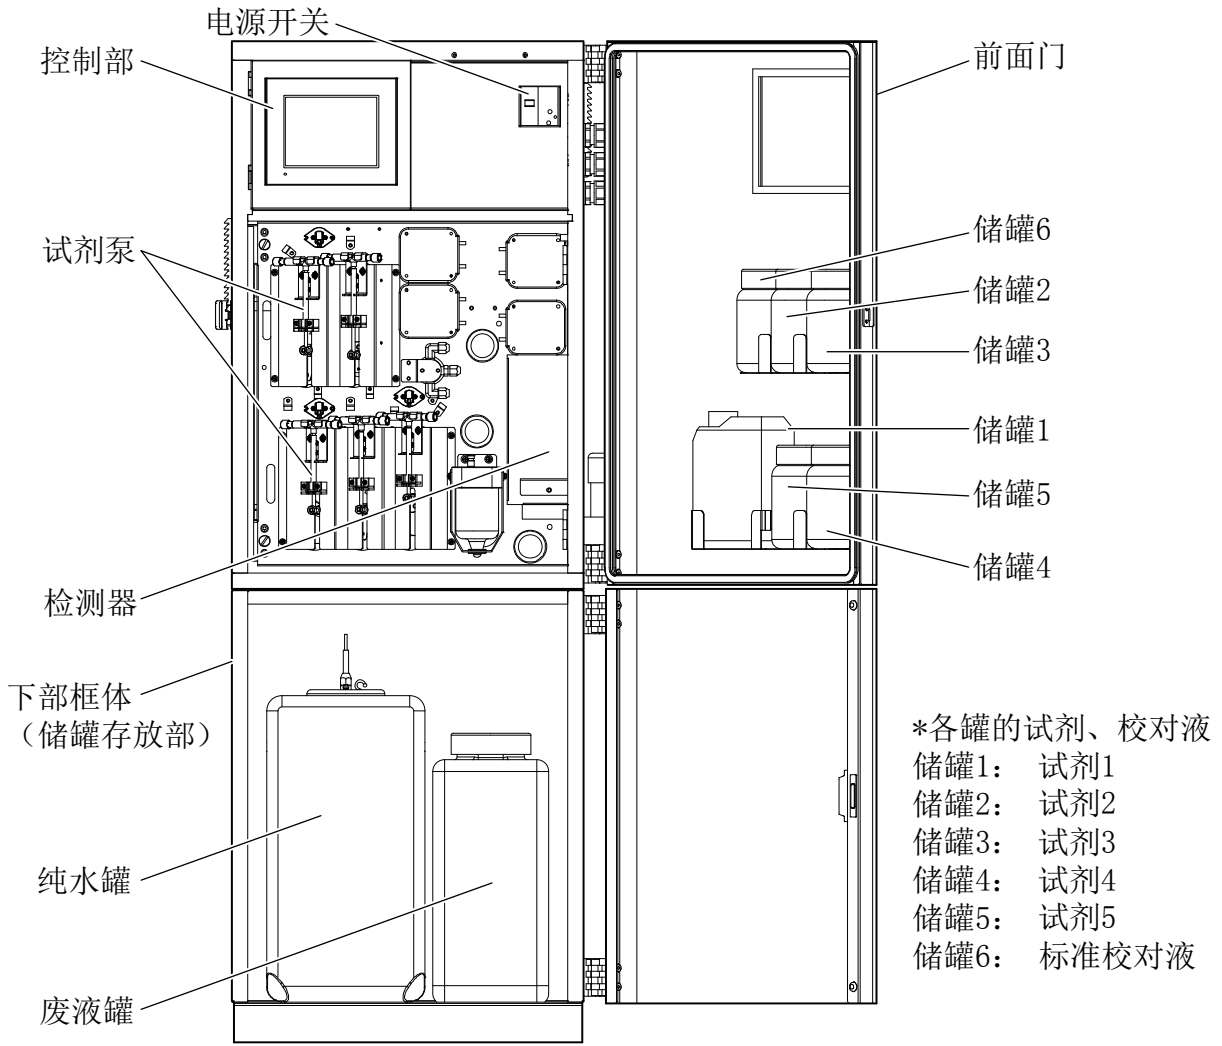 电源开关
控制部
前面门
试剂泵
储罐6
储罐2
储罐3
储罐1
储罐5
储罐4
检测器
下部框体
（储罐存放部）
纯水罐
废液罐
*各罐的试剂、校对液
储罐1： 试剂1
储罐2： 试剂2
储罐3： 试剂3
储罐4： 试剂4
储罐5： 试剂5
储罐6： 标准校对液